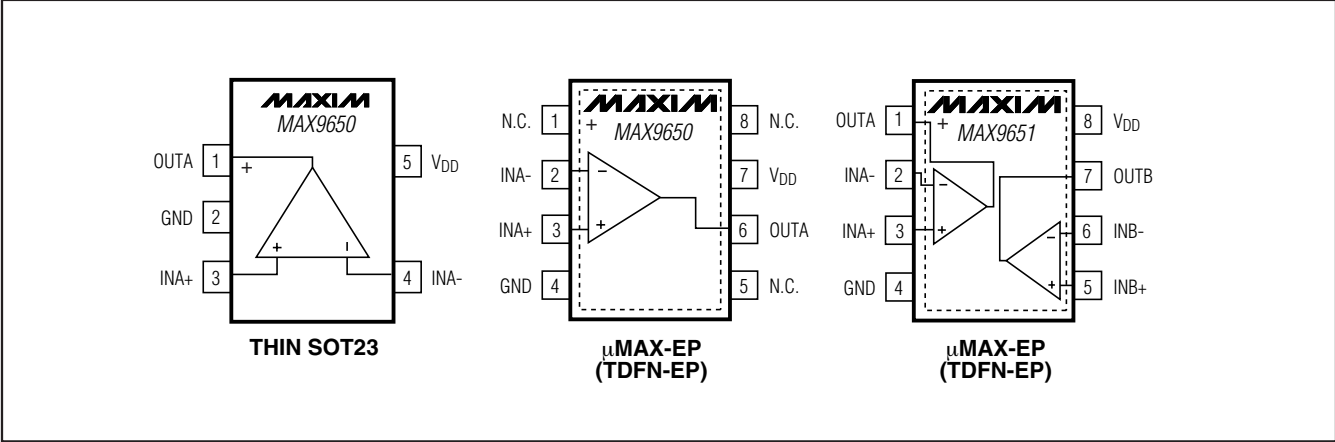 MAXIM
MAX9650
OUTA 1 + 5 VDD
GND 2
INA+ 3 + − 4 INA-
THIN SOT23
MAXIM
MAX9650
N.C. 1 + 8 N.C.
INA- 2 − 7 VDD
INA+ 3 + 6 OUTA
GND 4 5 N.C.
µMAX-EP
(TDFN-EP)
MAXIM
MAX9651
OUTA 1 + 8 VDD
INA- 2 − 7 OUTB
INA+ 3 + − 6 INB-
GND 4 + 5 INB+
µMAX-EP
(TDFN-EP)